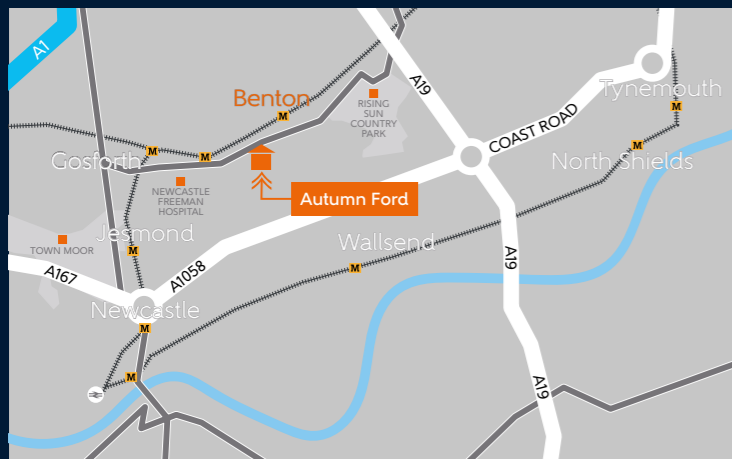 A1
A19
Benton
RISING
SUN
COUNTRY
PARK
Tynemouth
M
M
COAST ROAD
M
M
M
Gosforth
North Shields
NEWCASTLE
FREEMAN
HOSPITAL
Autumn Ford
Jesmond
TOWN MOOR
M
Wallsend
A19
A167
A1058
M
Newcastle
M
M
A19